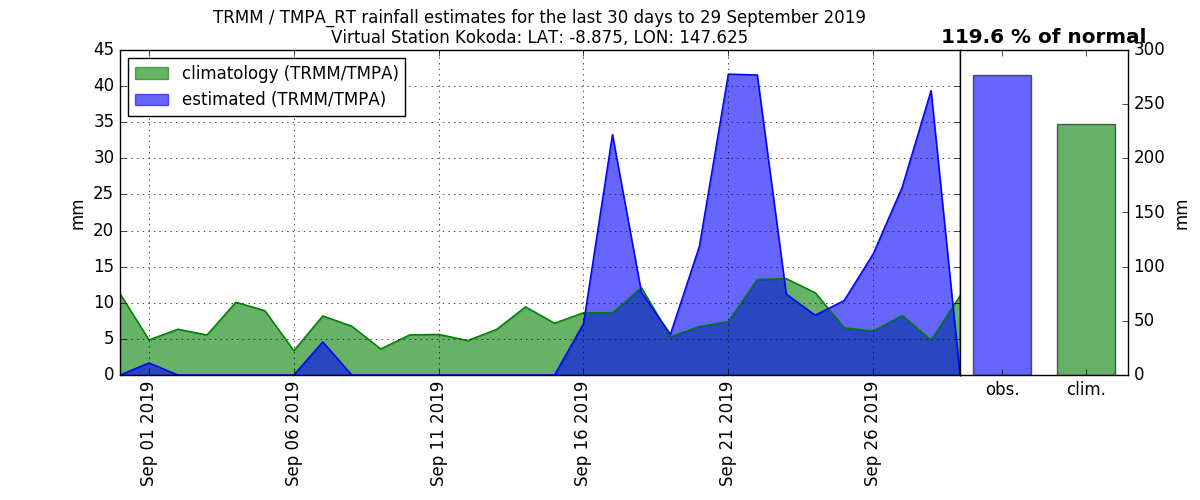 TRMM / TMPA_RT rainfall estimates for the last 30 days to 29 September 2019
Virtual Station Kokoda: LAT: -8.875, LON: 147.625
119.6 % of normal
climatology (TRMM/TMPA)
estimated (TRMM/TMPA)
45
40
35
30
25
20
15
10
5
0
mm
Sep 01 2019
Sep 06 2019
Sep 11 2019
Sep 16 2019
Sep 21 2019
Sep 26 2019
300
250
200
150
100
50
0
mm
obs.
clim.